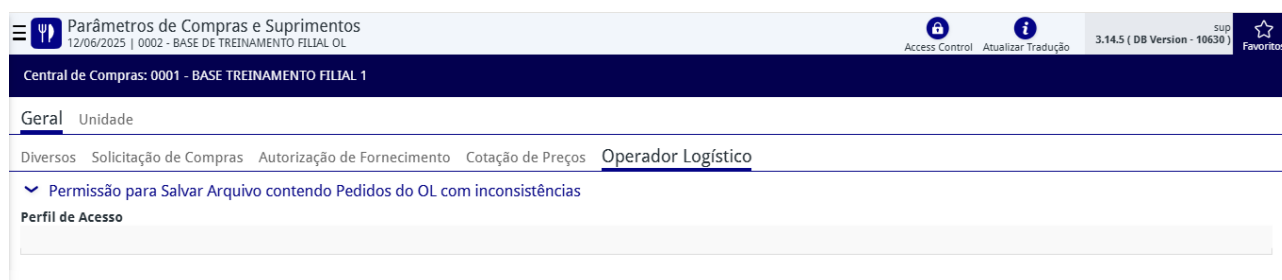 Parâmetros de Compras e Suprimentos
12/06/2025 | 0002 - BASE DE TREINAMENTO FILIAL OL
Access Control
Atualizar Tradução
sup
3.14.5 ( DB Version - 10630 )
Favoritos
Central de Compras: 0001 - BASE TREINAMENTO FILIAL 1
Geral Unidade
Diversos Solicitação de Compras Autorização de Fornecimento Cotação de Preços Operador Logístico
Permissão para Salvar Arquivo contendo Pedidos do OL com inconsistências
Perfil de Acesso